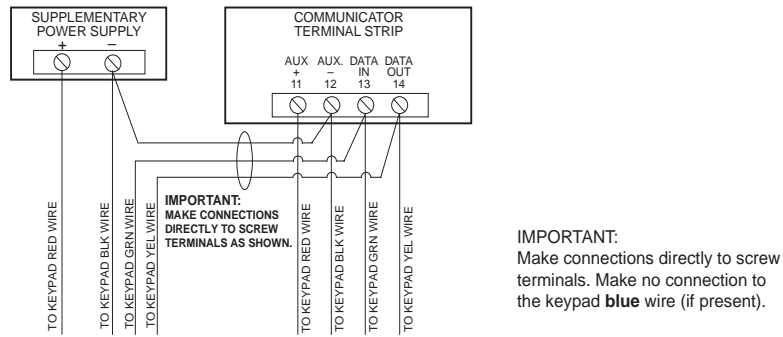 SUPPLEMENTARY
POWER SUPPLY
+ –
COMMUNICATOR
TERMINAL STRIP
AUX AUX. DATA DATA
+ – IN OUT
11 12 13 14
IMPORTANT:
MAKE CONNECTIONS
DIRECTLY TO SCREW
TERMINALS AS SHOWN.
TO KEYPAD RED WIRE
TO KEYPAD BLK WIRE
TO KEYPAD GRN WIRE
TO KEYPAD YEL WIRE
TO KEYPAD RED WIRE
TO KEYPAD BLK WIRE
TO KEYPAD GRN WIRE
TO KEYPAD YEL WIRE
IMPORTANT:
Make connections directly to screw
terminals. Make no connection to
the keypad blue wire (if present).